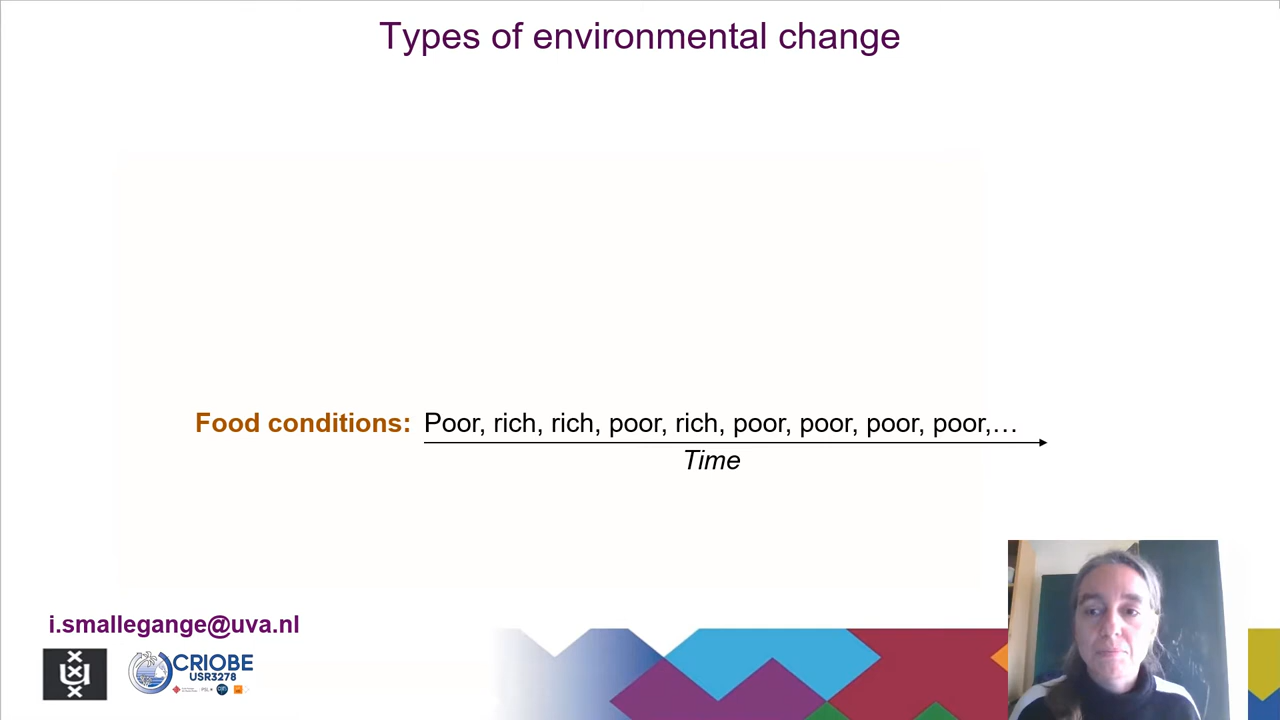 Types of environmental change
Food conditions: Poor, rich, rich, poor, rich, poor, poor, poor, poor,…
Time
i.smallegange@uva.nl
CRIOBE
USR3278